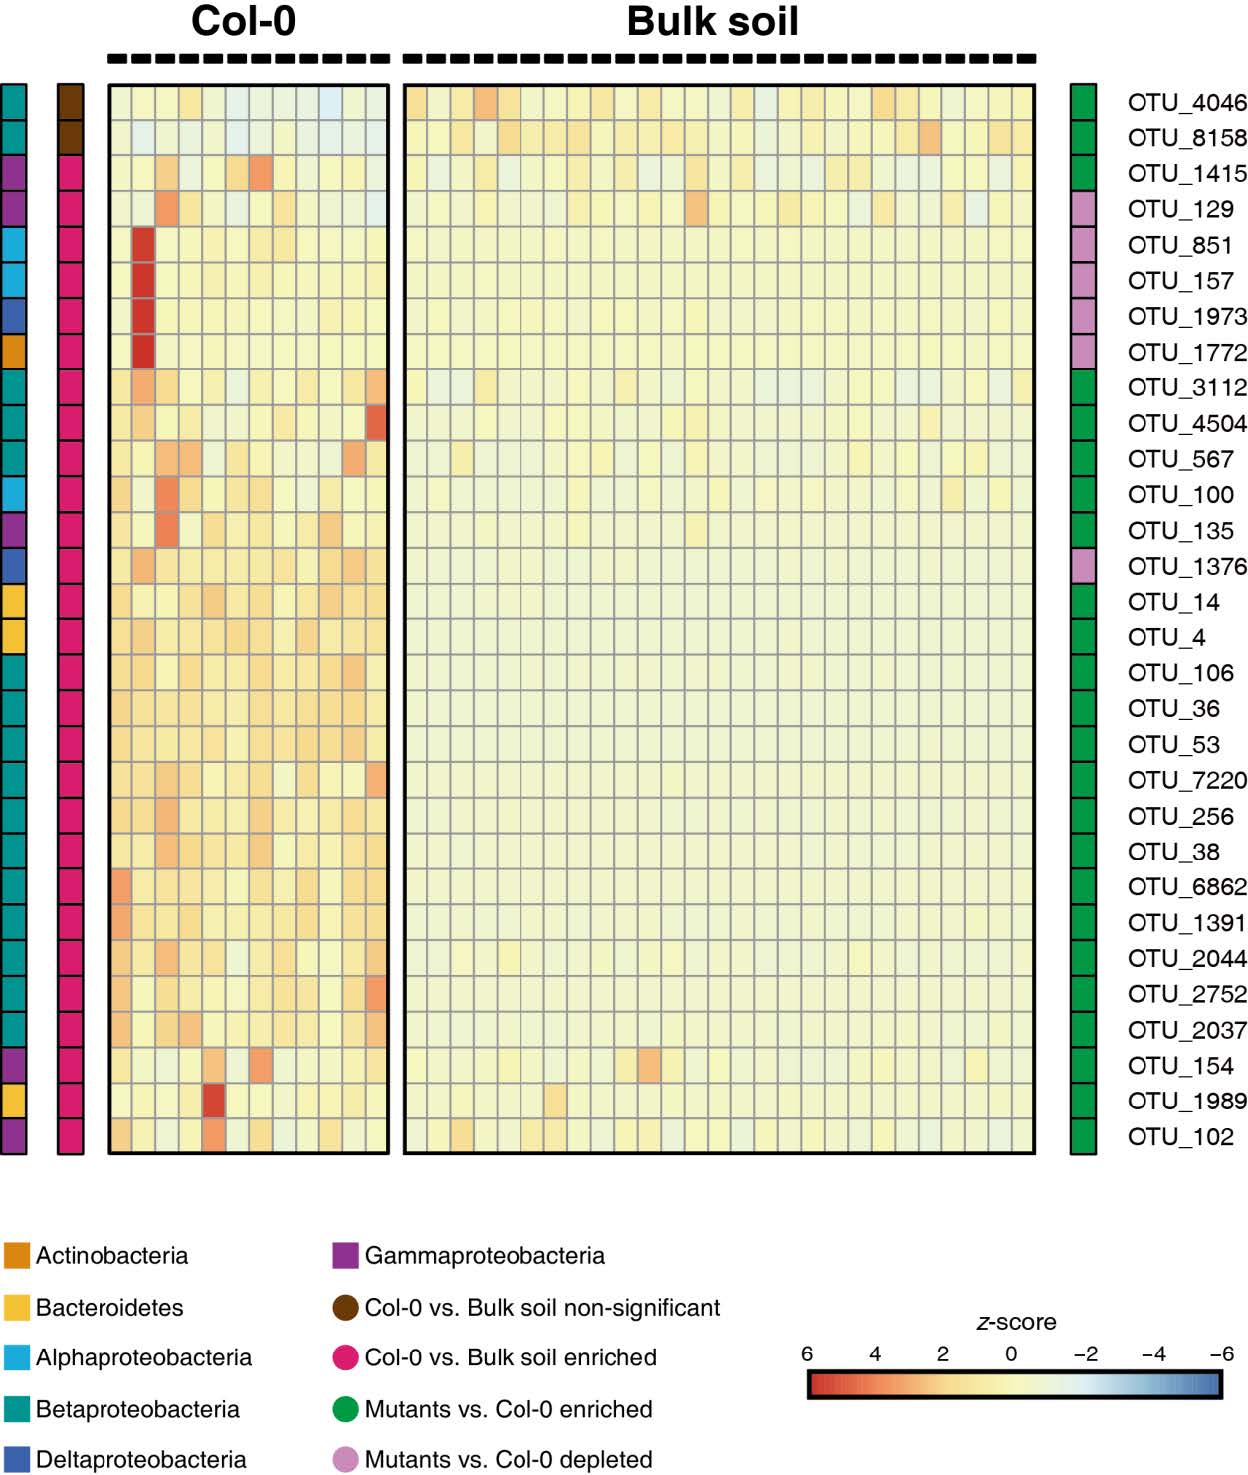 Col-0 Bulk soil
OTU_4046
OTU_8158
OTU_1415
OTU_129
OTU_851
OTU_157
OTU_1973
OTU_1772
OTU_3112
OTU_4504
OTU_567
OTU_100
OTU_135
OTU_1376
OTU_14
OTU_4
OTU_106
OTU_36
OTU_53
OTU_7220
OTU_256
OTU_38
OTU_6862
OTU_1391
OTU_2044
OTU_2752
OTU_2037
OTU_154
OTU_1989
OTU_102
Actinobacteria
Bacteroidetes
Alphaproteobacteria
Betaproteobacteria
Deltaproteobacteria
Gammaproteobacteria
Col-0 vs. Bulk soil non-significant
Col-0 vs. Bulk soil enriched
Mutants vs. Col-0 enriched
Mutants vs. Col-0 depleted
z-score
6 4 2 0 −2 −4 −6